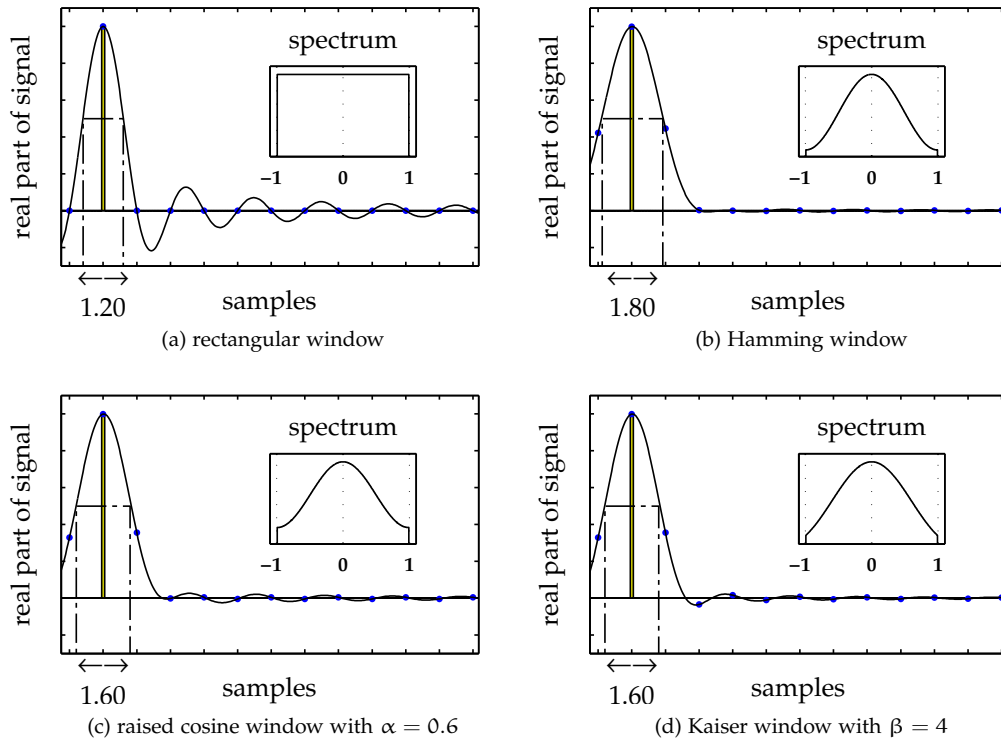 real part of signal
spectrum
−1 0 1
1.20
samples
(a) rectangular window
real part of signal
spectrum
−1 0 1
1.80
samples
(b) Hamming window
real part of signal
spectrum
−1 0 1
1.60
samples
(c) raised cosine window with α = 0.6
real part of signal
spectrum
−1 0 1
1.60
samples
(d) Kaiser window with β = 4